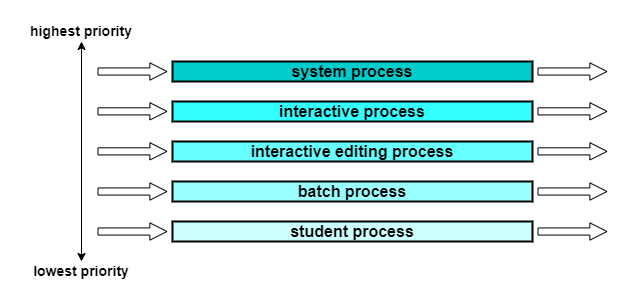 highest priority
system process
interactive process
interactive editing process
batch process
student process
lowest priority